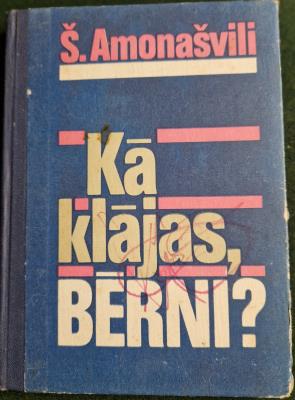 Š. Amonašvili
Kā
klājas,
BĒRNI?